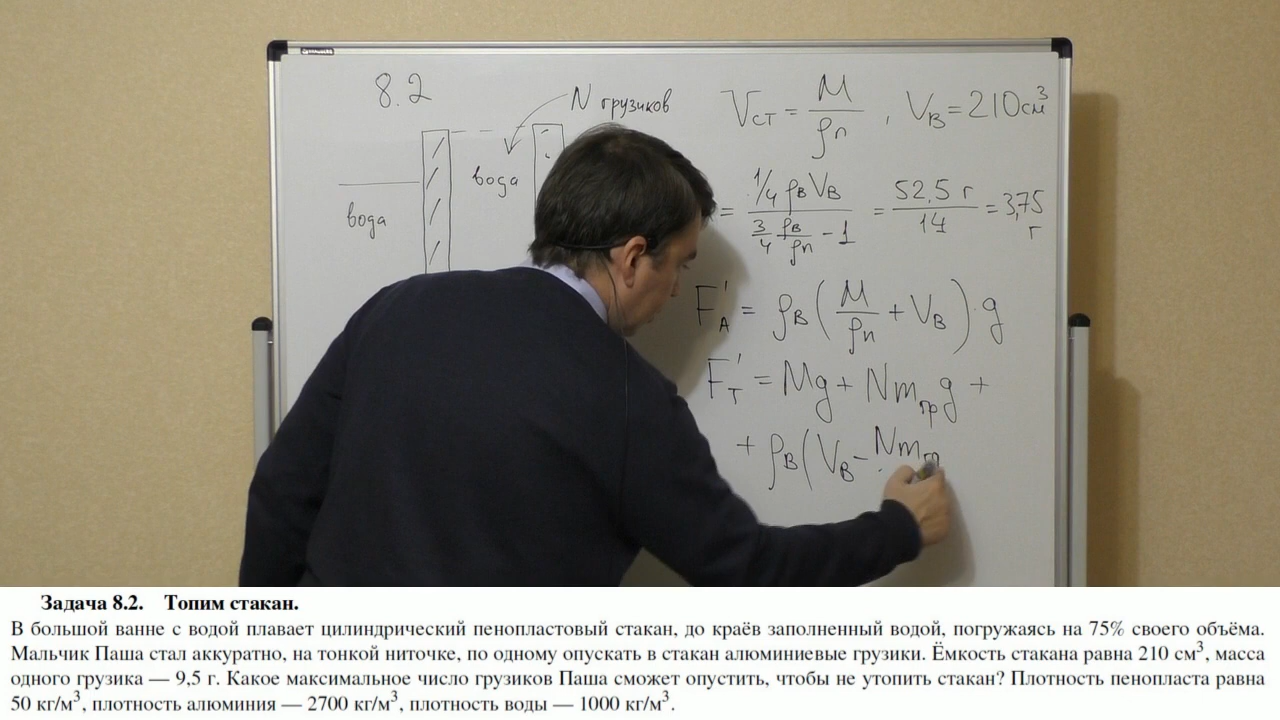 8.2
N грузиков
вода
вода
V_ст = M / ρ_п , V_в = 210 см³
= (1/4 ρ_в V_в) / (3/4 ρ_в/ρ_п − 1) = 52,5 г / 14 = 3,75 г
F'_A = ρ_в (M/ρ_п + V_в) · g
F'_т = Mg + N m_гр g +
+ ρ_в (V_в − N m_г
Задача 8.2. Топим стакан.
В большой ванне с водой плавает цилиндрический пенопластовый стакан, до краёв заполненный водой, погружаясь на 75% своего объёма.
Мальчик Паша стал аккуратно, на тонкой ниточке, по одному опускать в стакан алюминиевые грузики. Ёмкость стакана равна 210 см³, масса
одного грузика — 9,5 г. Какое максимальное число грузиков Паша сможет опустить, чтобы не утопить стакан? Плотность пенопласта равна
50 кг/м³, плотность алюминия — 2700 кг/м³, плотность воды — 1000 кг/м³.